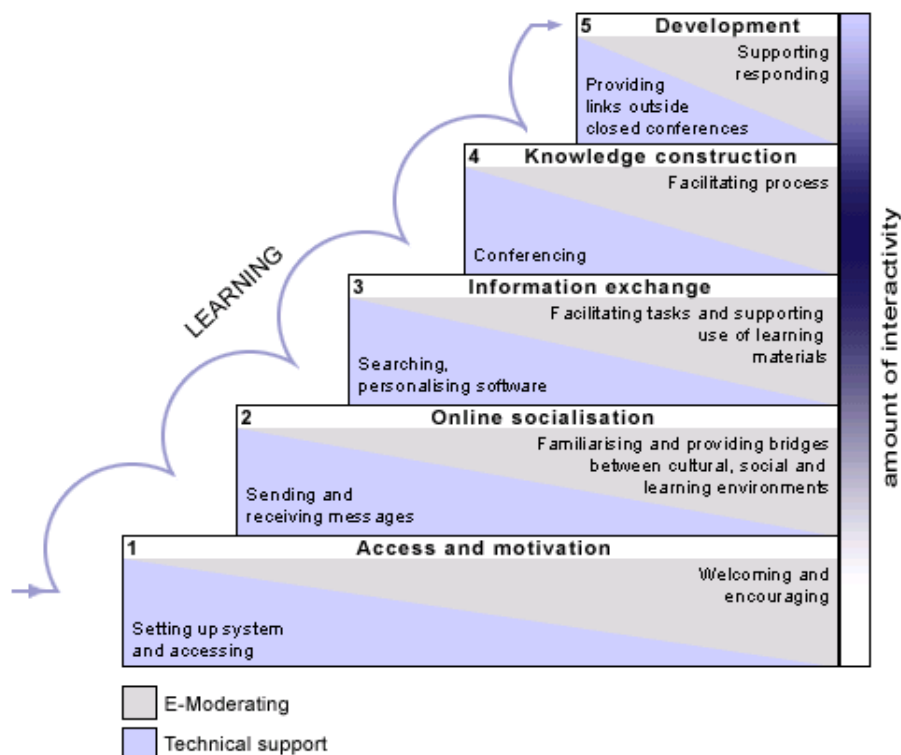 5 Development
Supporting
responding
Providing
links outside
closed conferences
4 Knowledge construction
Facilitating process
Conferencing
3 Information exchange
Facilitating tasks and supporting
use of learning
materials
Searching,
personalising software
2 Online socialisation
Familiarising and providing bridges
between cultural, social and
learning environments
Sending and
receiving messages
1 Access and motivation
Welcoming and
encouraging
Setting up system
and accessing
LEARNING
amount of interactivity
E-Moderating
Technical support